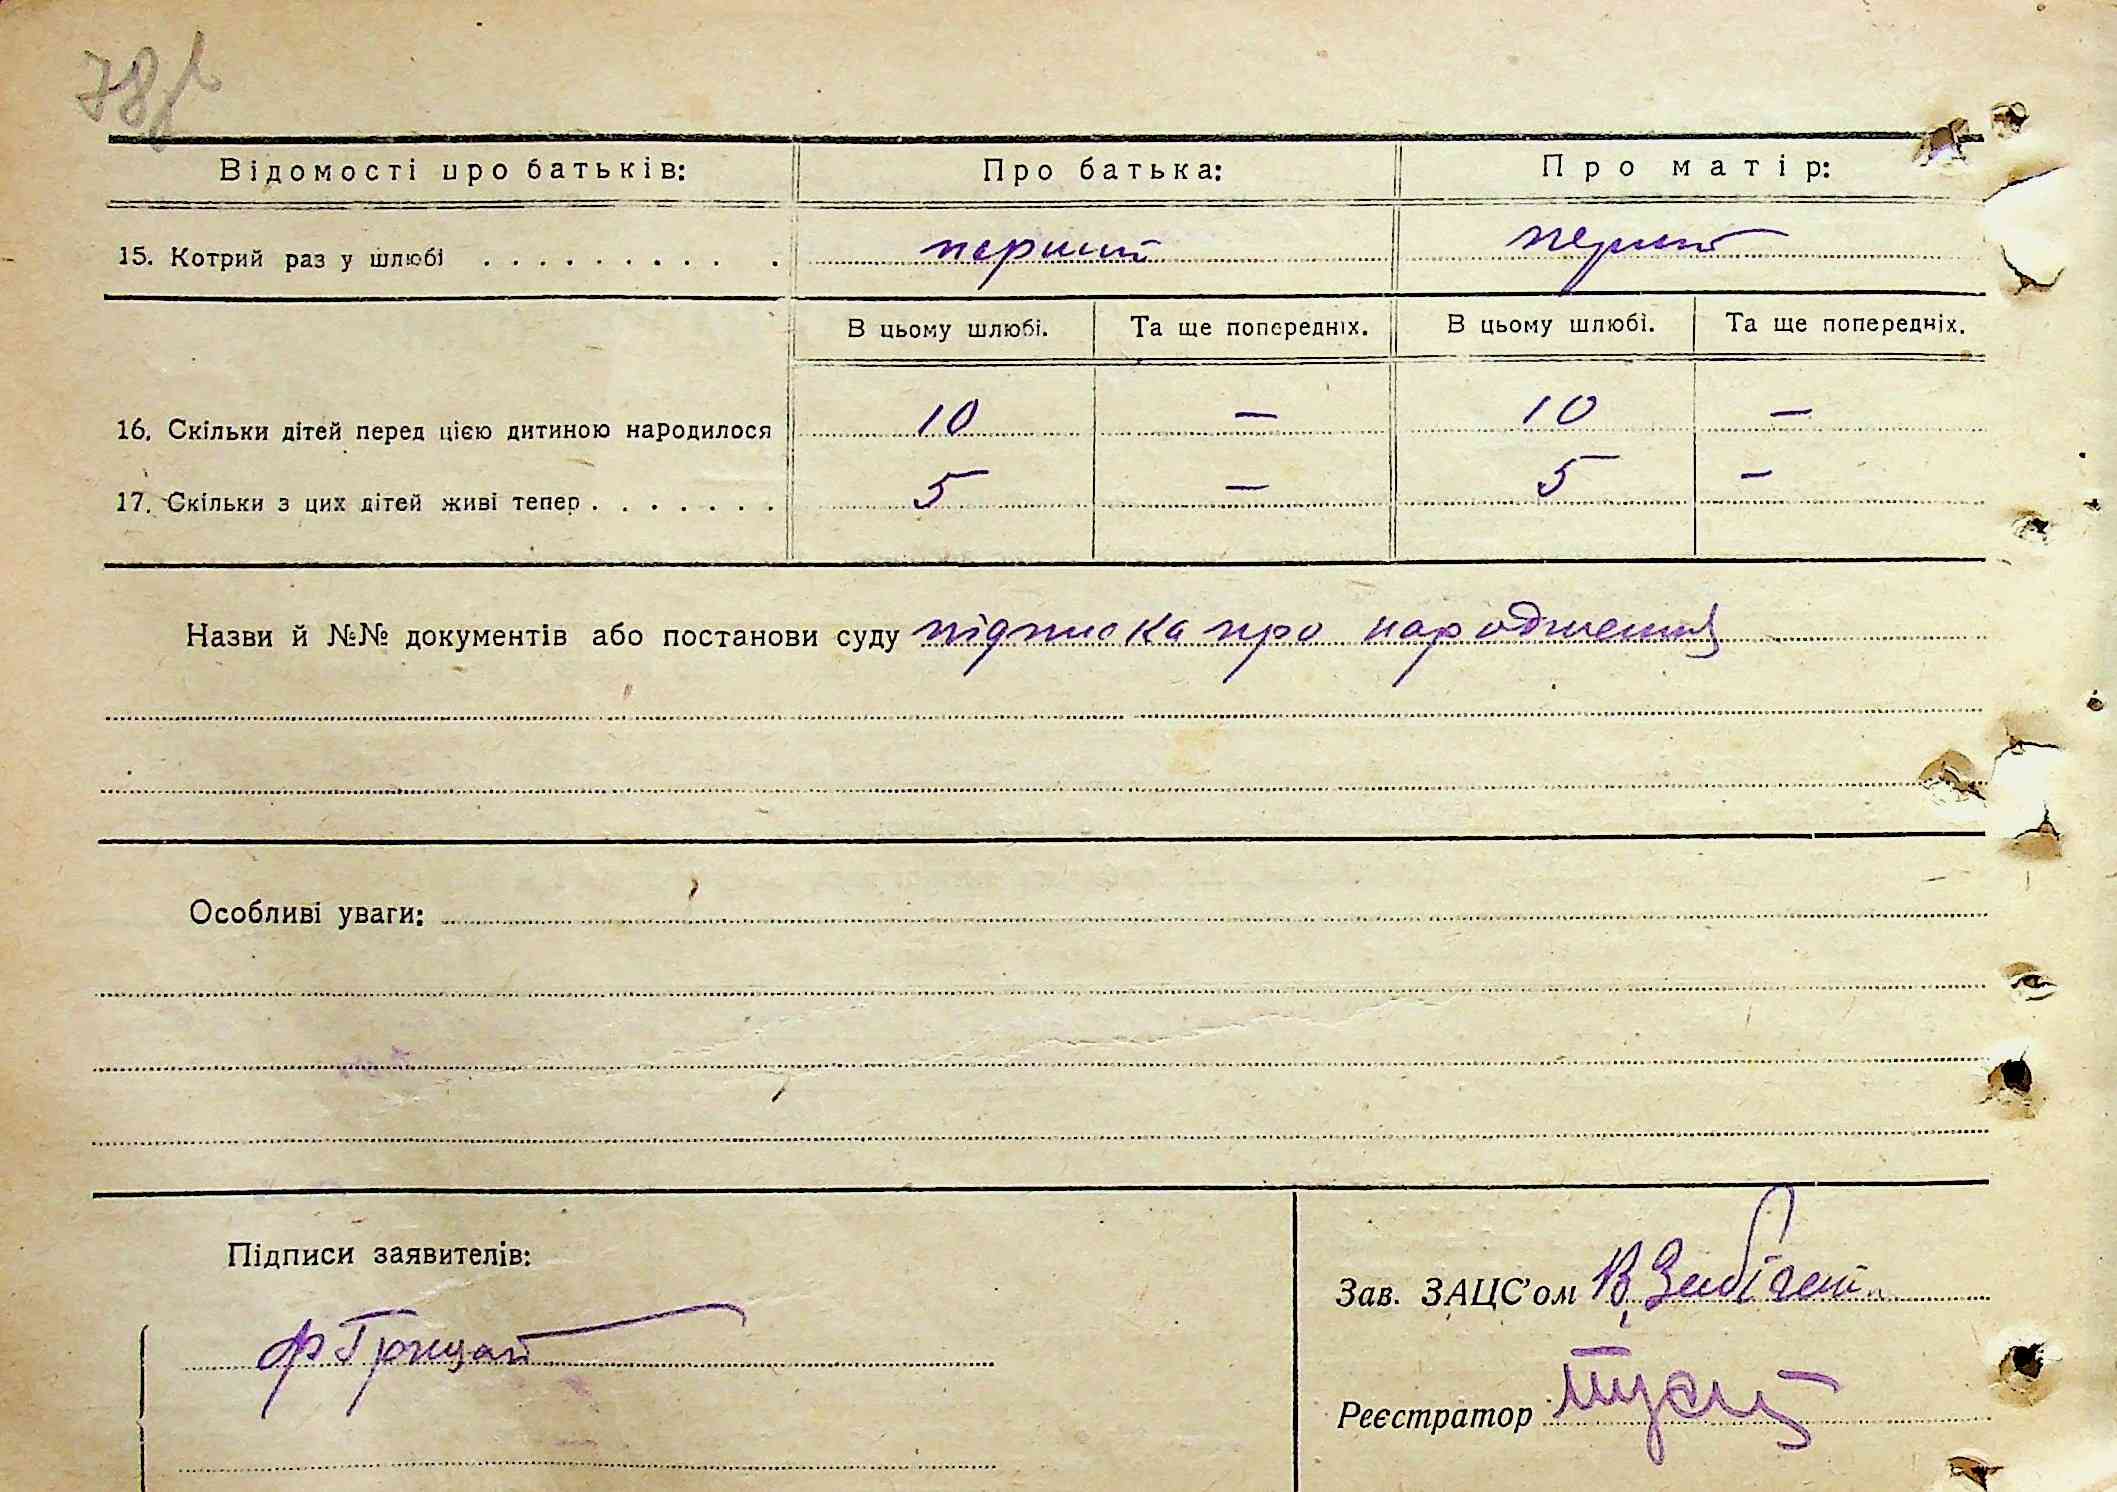 78
Відомості про батьків: Про батька: Про матір:
15. Котрий раз у шлюбі . . . . . . . . . . . перший перший
В цьому шлюбі. Та ще попередніх. В цьому шлюбі. Та ще попередніх.
16. Скільки дітей перед цією дитиною народилося 10 — 10 —
17. Скільки з цих дітей живі тепер . . . . . . . 5 — 5 —
Назви й №№ документів або постанови суду підписка про народження
Особливі уваги:
Підписи заявителів:
Зав. ЗАЦС'ом В.
Ф Грицай
Реєстратор